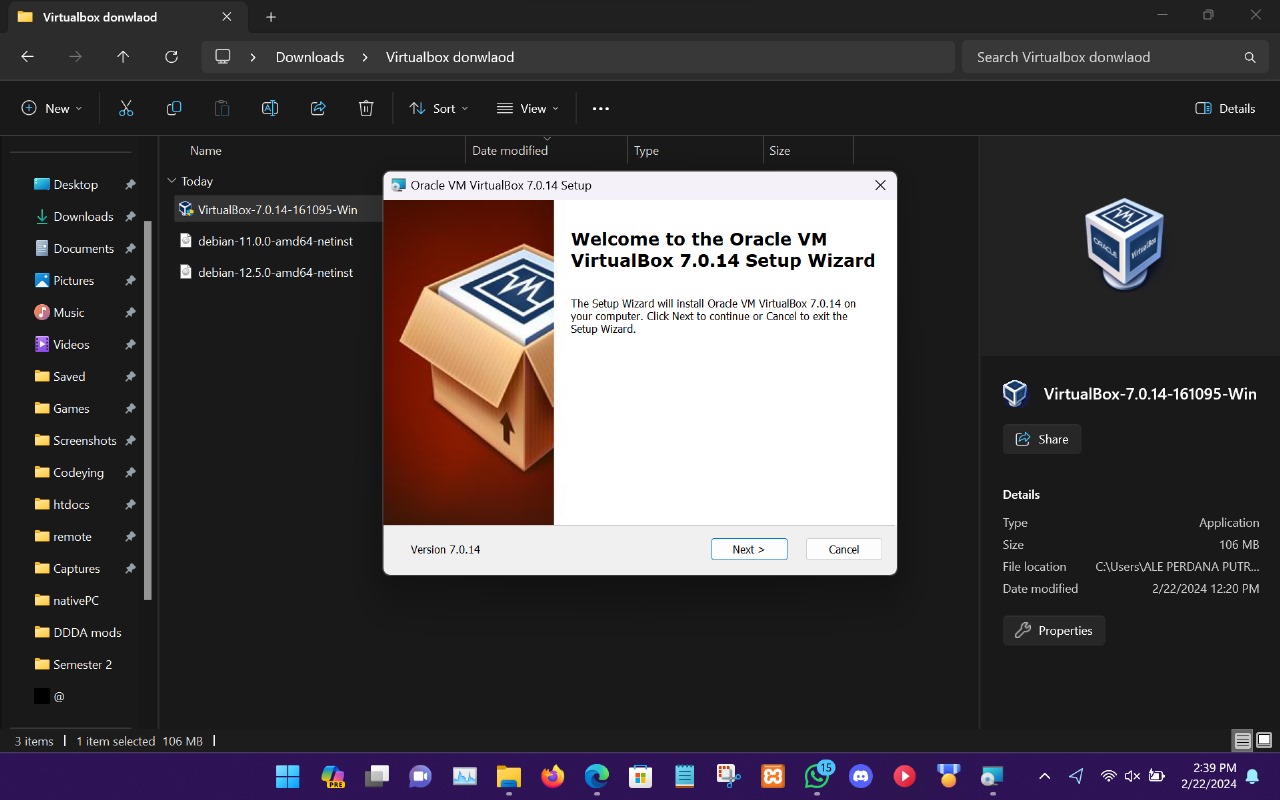 Virtualbox donwlaod
Downloads
Virtualbox donwlaod
Search Virtualbox donwlaod
New
Sort
View
Details
Name
Date modified
Type
Size
Desktop
Downloads
Documents
Pictures
Music
Videos
Saved
Games
Screenshots
Codeying
htdocs
remote
Captures
nativePC
DDDA mods
Semester 2
@
Today
VirtualBox-7.0.14-161095-Win
debian-11.0.0-amd64-netinst
debian-12.5.0-amd64-netinst
Oracle VM VirtualBox 7.0.14 Setup
Welcome to the Oracle VM
VirtualBox 7.0.14 Setup Wizard
The Setup Wizard will install Oracle VM VirtualBox 7.0.14 on
your computer. Click Next to continue or Cancel to exit the
Setup Wizard.
Version 7.0.14
Next >
Cancel
ORACLE
VirtualBox
VirtualBox-7.0.14-161095-Win
Share
Details
Type Application
Size 106 MB
File location C:\Users\ALE PERDANA PUTR...
Date modified 2/22/2024 12:20 PM
Properties
3 items
1 item selected 106 MB
PRE
15
2:39 PM
2/22/2024